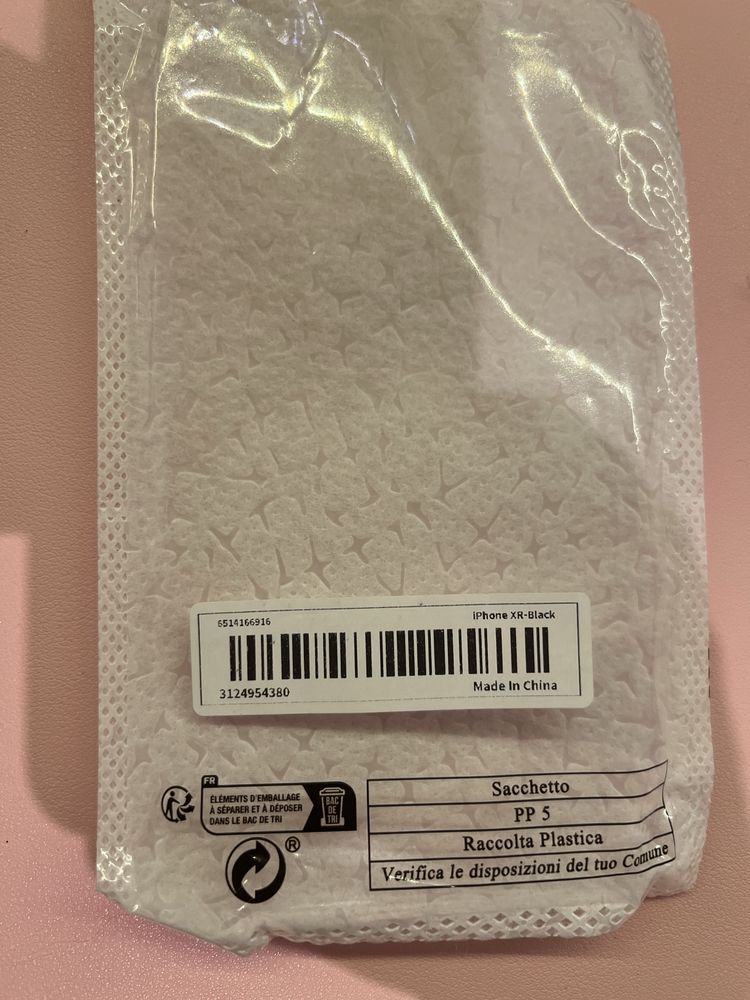 6514166916
iPhone XR-Black
3124954380
Made In China
FR
ÉLÉMENTS D'EMBALLAGE
À SÉPARER ET À DÉPOSER
DANS LE BAC DE TRI
BAC
DE
TRI
®
Sacchetto
PP 5
Raccolta Plastica
Verifica le disposizioni del tuo Comune